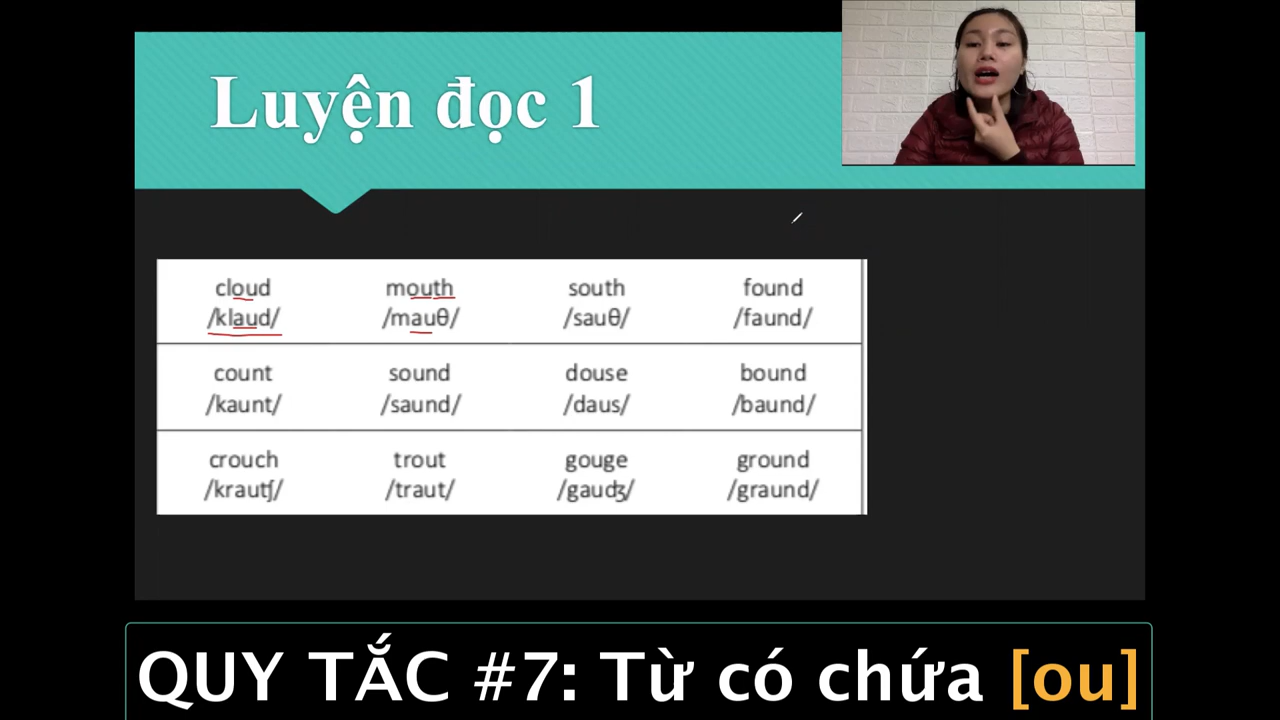 Luyện đọc 1
cloud mouth south found
/klaud/ /mauθ/ /sauθ/ /faund/
count sound douse bound
/kaunt/ /saund/ /daus/ /baund/
crouch trout gouge ground
/krautʃ/ /traut/ /gaudʒ/ /graund/
QUY TẮC #7: Từ có chứa [ou]